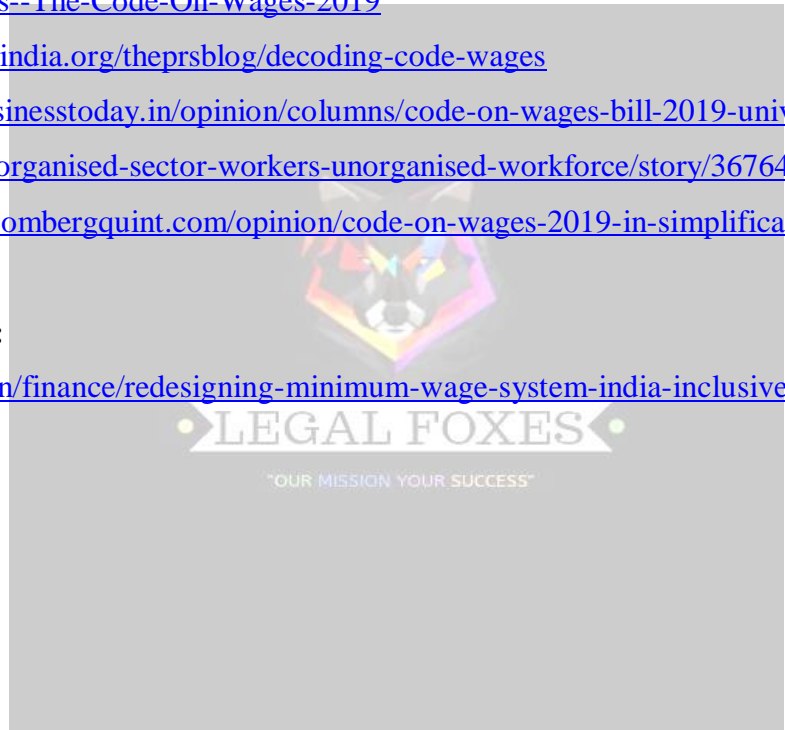 s--The-Code-On-Wages-2019
india.org/theprsblog/decoding-code-wages
sinesstoday.in/opinion/columns/code-on-wages-bill-2019-univ
organised-sector-workers-unorganised-workforce/story/36764
oombergquint.com/opinion/code-on-wages-2019-in-simplifica
:
n/finance/redesigning-minimum-wage-system-india-inclusive
LEGAL FOXES
"OUR MISSION YOUR SUCCESS"